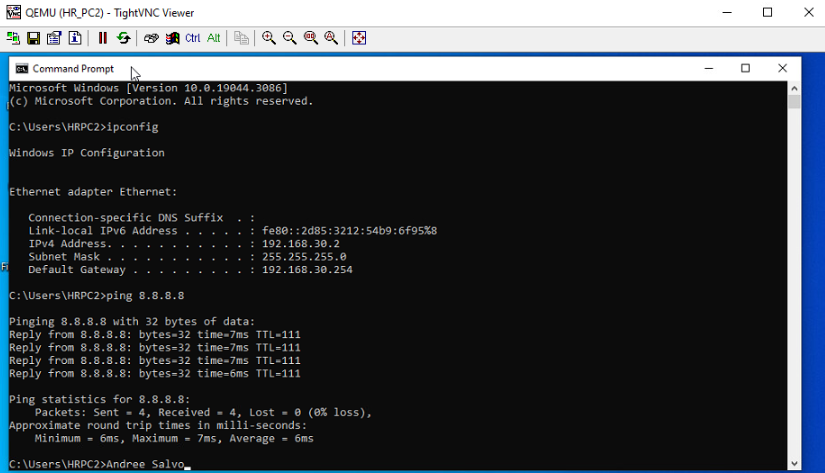 QEMU (HR_PC2) - TightVNC Viewer
Ctrl Alt
Command Prompt
Microsoft Windows [Version 10.0.19044.3086]
(c) Microsoft Corporation. All rights reserved.
C:\Users\HRPC2>ipconfig
Windows IP Configuration
Ethernet adapter Ethernet:
Connection-specific DNS Suffix  . :
Link-local IPv6 Address . . . . . : fe80::2d85:3212:54b9:6f95%8
IPv4 Address. . . . . . . . . . . : 192.168.30.2
Subnet Mask . . . . . . . . . . . : 255.255.255.0
Default Gateway . . . . . . . . . : 192.168.30.254
C:\Users\HRPC2>ping 8.8.8.8
Pinging 8.8.8.8 with 32 bytes of data:
Reply from 8.8.8.8: bytes=32 time=7ms TTL=111
Reply from 8.8.8.8: bytes=32 time=7ms TTL=111
Reply from 8.8.8.8: bytes=32 time=7ms TTL=111
Reply from 8.8.8.8: bytes=32 time=6ms TTL=111
Ping statistics for 8.8.8.8:
Packets: Sent = 4, Received = 4, Lost = 0 (0% loss),
Approximate round trip times in milli-seconds:
Minimum = 6ms, Maximum = 7ms, Average = 6ms
C:\Users\HRPC2>Andree Salvo_